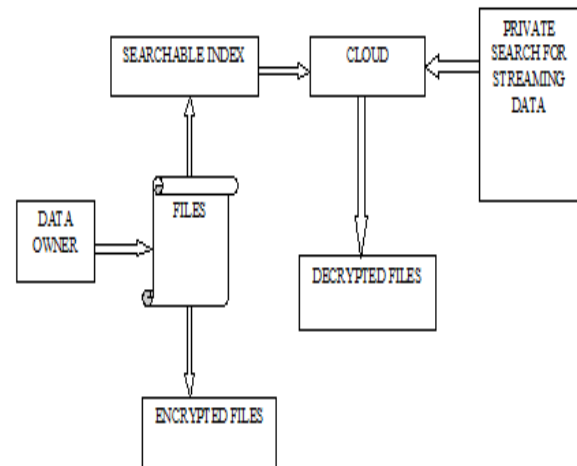 SEARCHABLE INDEX
CLOUD
PRIVATE
SEARCH FOR
STREAMING
DATA
DATA
OWNER
FILES
DECRYPTED FILES
ENCRYPTED FILES